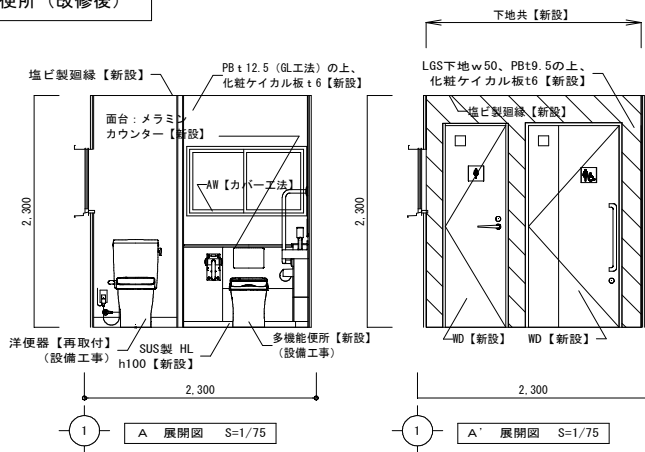 便所（改修後）
下地共【新設】
塩ビ製廻縁【新設】
PBｔ12.5（GL工法）の上、
化粧ケイカル板ｔ6【新設】
LGS下地ｗ50、PBt9.5の上、
化粧ケイカル板t6【新設】
面台：メラミン
カウンター【新設】
塩ビ製廻縁【新設】
AW【カバー工法】
2,300
2,300
洋便器【再取付】
（設備工事）
SUS製 HL
h100【新設】
多機能便所【新設】
（設備工事）
WD【新設】
WD【新設】
2,300
2,300
1
A 展開図 S=1/75
1
A' 展開図 S=1/75